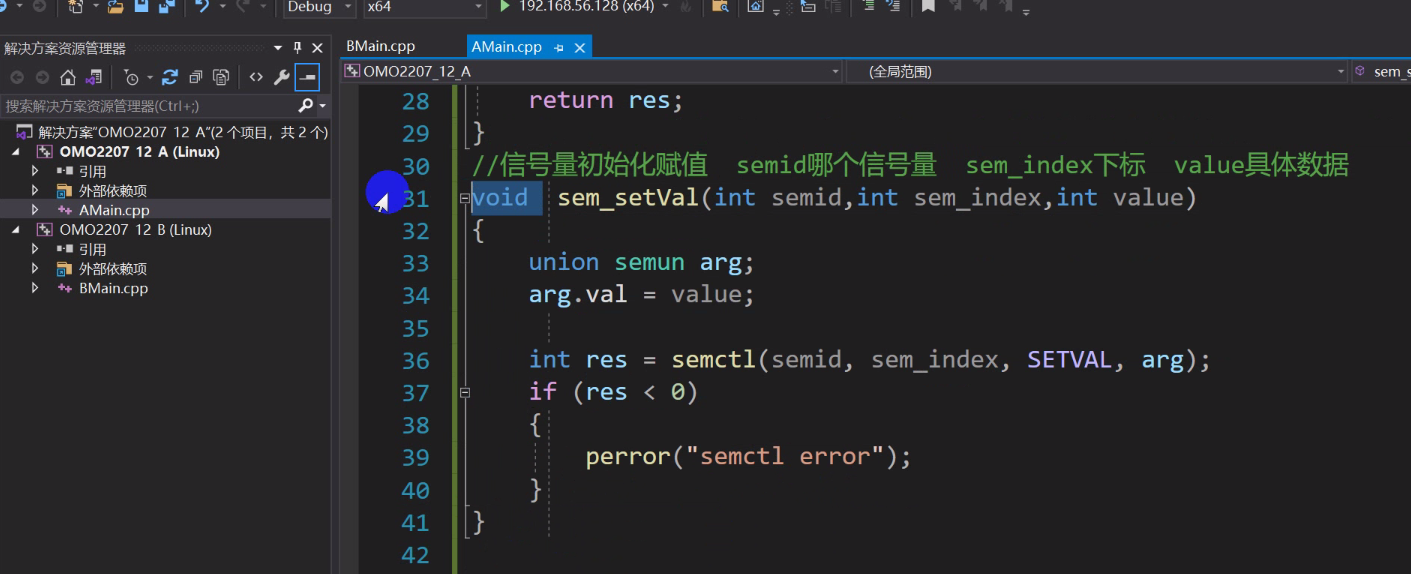 Debug
x64
192.168.56.128 (x64)
解决方案资源管理器
搜索解决方案资源管理器(Ctrl+;)
解决方案"OMO2207_12_A"(2 个项目，共 2 个)
OMO2207_12_A (Linux)
引用
外部依赖项
AMain.cpp
OMO2207_12_B (Linux)
引用
外部依赖项
BMain.cpp
BMain.cpp
AMain.cpp
OMO2207_12_A
(全局范围)
28 return res;
29 }
30 //信号量初始化赋值 semid哪个信号量 sem_index下标 value具体数据
31 void sem_setVal(int semid,int sem_index,int value)
32 {
33 union semun arg;
34 arg.val = value;
35
36 int res = semctl(semid, sem_index, SETVAL, arg);
37 if (res < 0)
38 {
39 perror("semctl error");
40 }
41 }
42